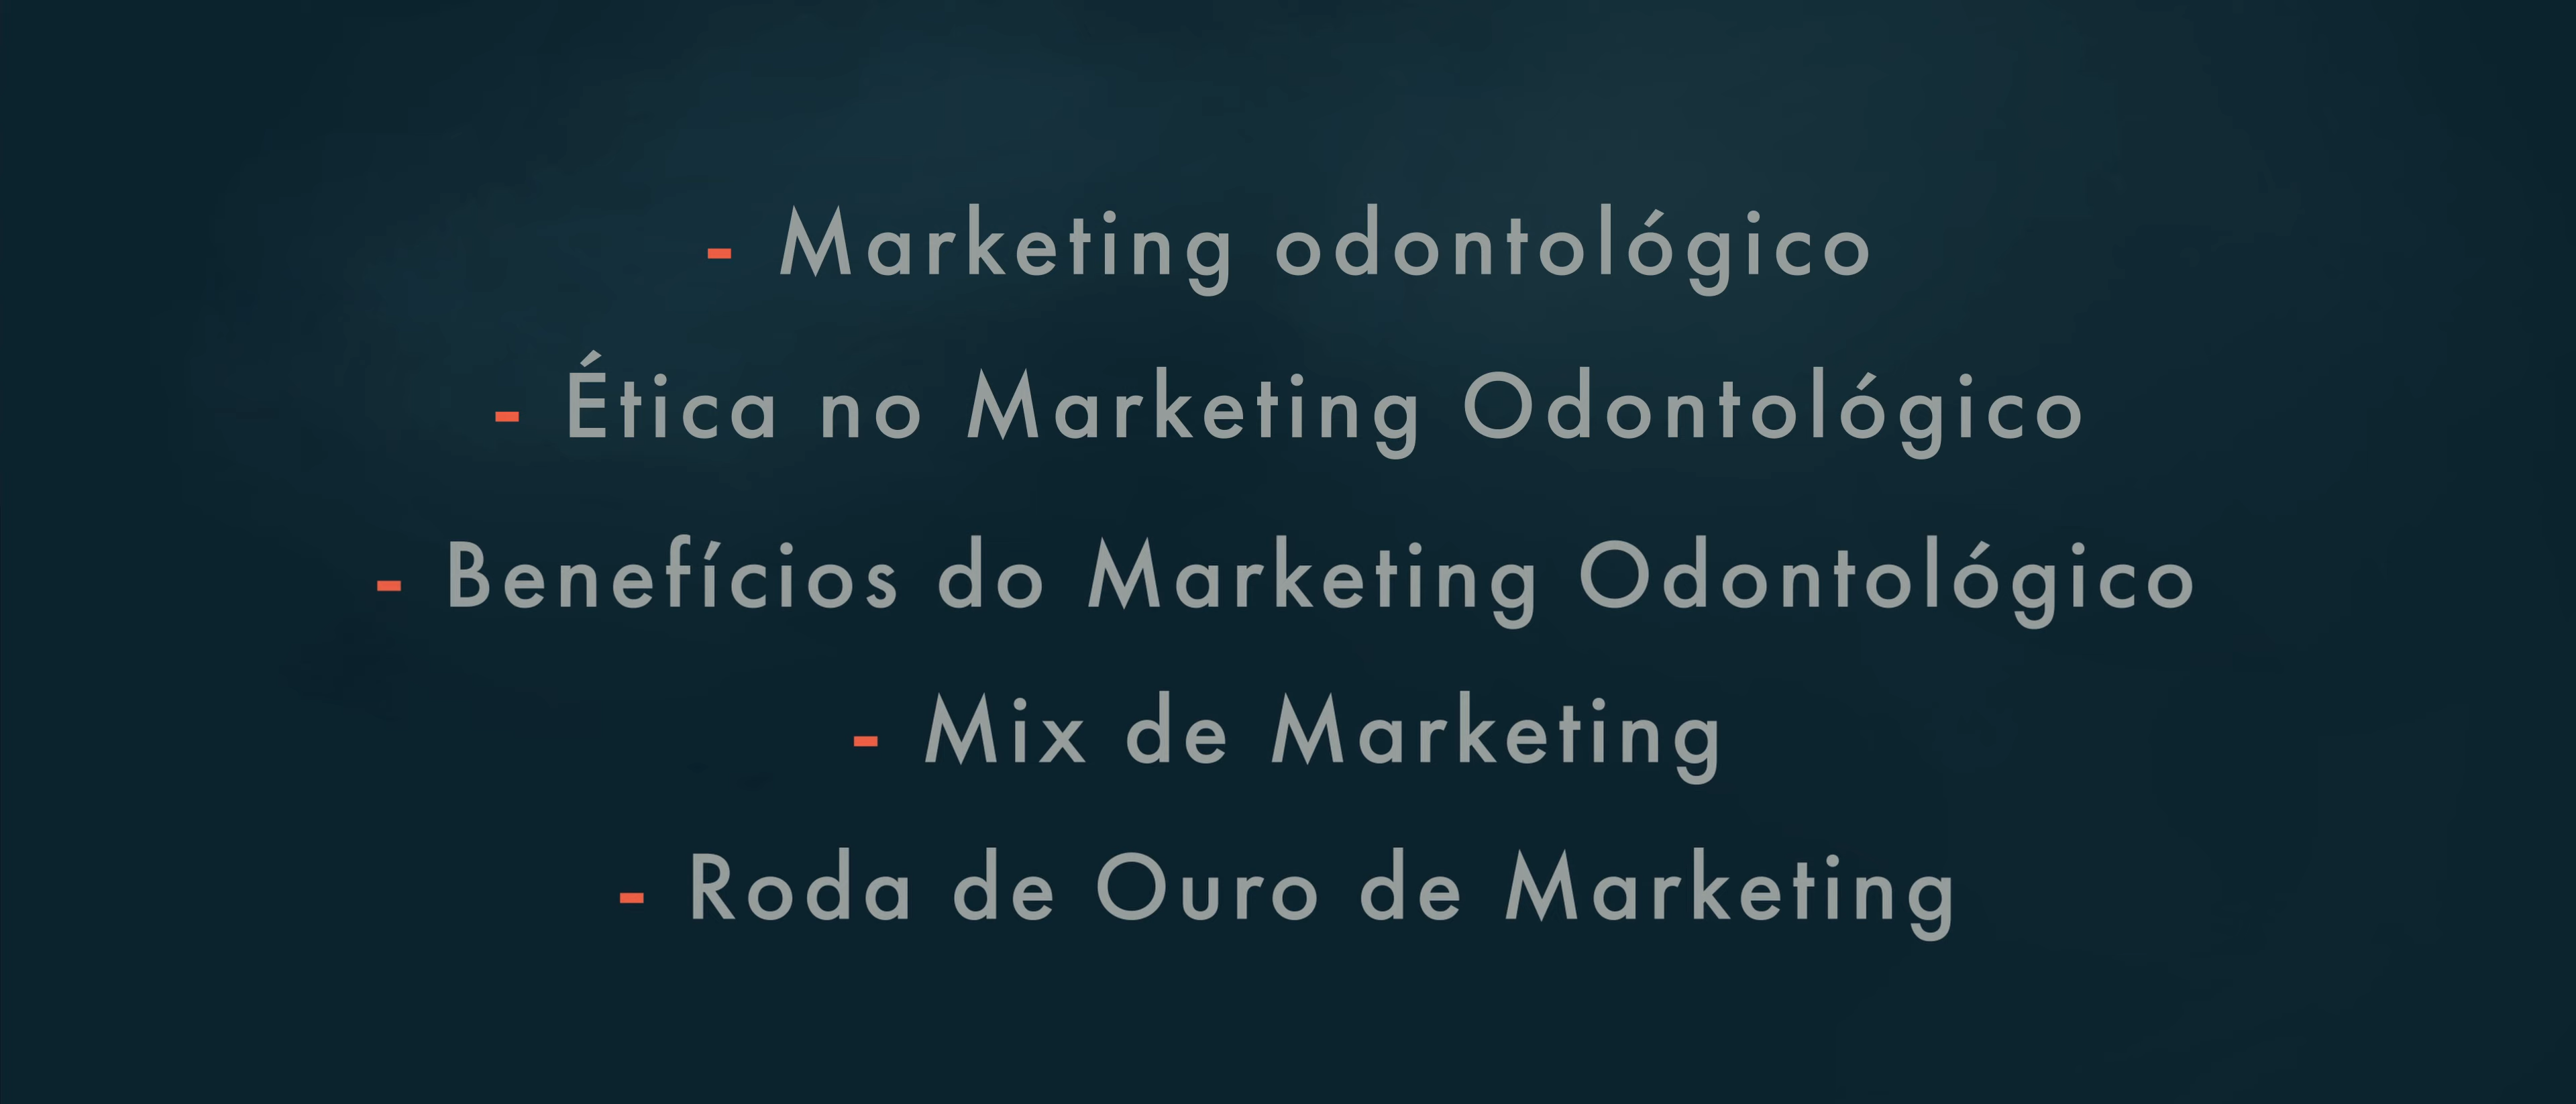 - Marketing odontológico
- Ética no Marketing Odontológico
- Benefícios do Marketing Odontológico
- Mix de Marketing
- Roda de Ouro de Marketing